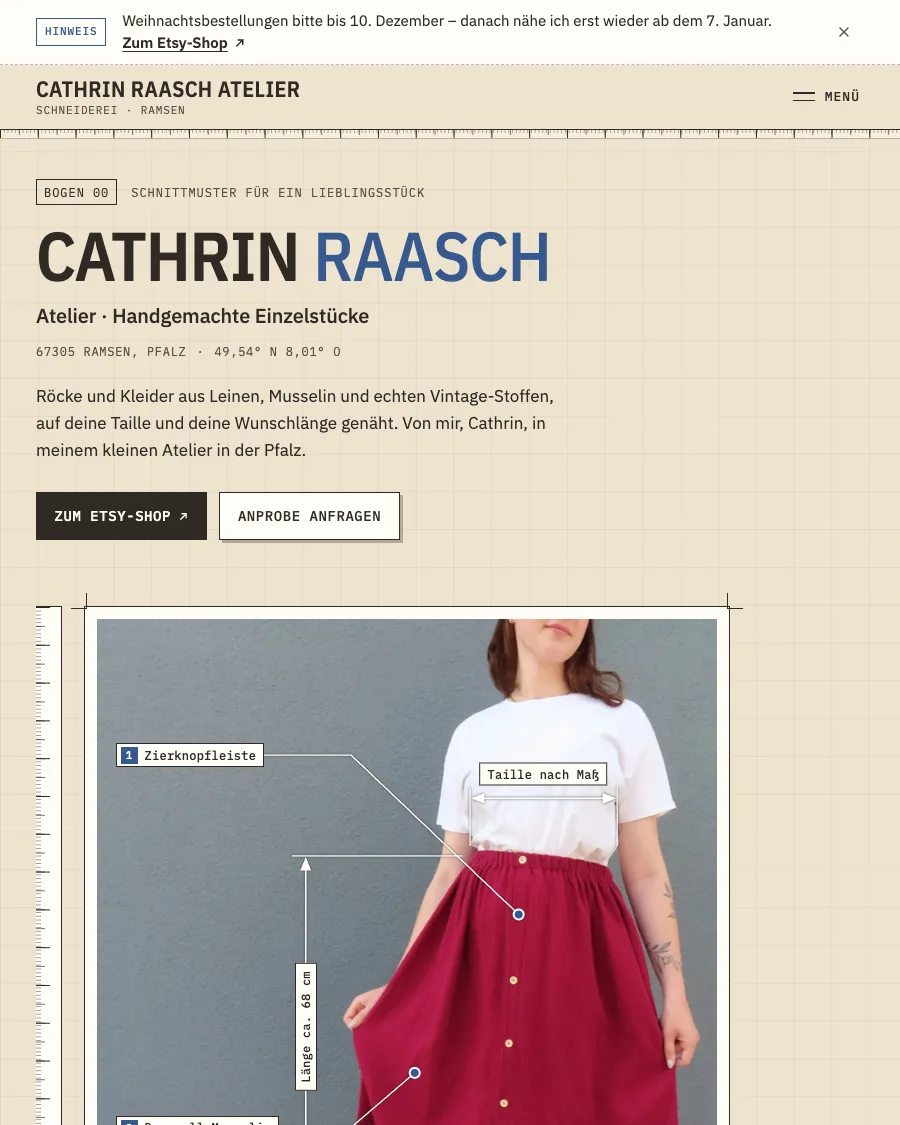 HINWEIS
Weihnachtsbestellungen bitte bis 10. Dezember – danach nähe ich erst wieder ab dem 7. Januar.
Zum Etsy-Shop ↗
×
CATHRIN RAASCH ATELIER
SCHNEIDEREI · RAMSEN
MENÜ
BOGEN 00
SCHNITTMUSTER FÜR EIN LIEBLINGSSTÜCK
CATHRIN RAASCH
Atelier · Handgemachte Einzelstücke
67305 RAMSEN, PFALZ · 49,54° N 8,01° O
Röcke und Kleider aus Leinen, Musselin und echten Vintage-Stoffen,
auf deine Taille und deine Wunschlänge genäht. Von mir, Cathrin, in
meinem kleinen Atelier in der Pfalz.
ZUM ETSY-SHOP ↗
ANPROBE ANFRAGEN
1 Zierknopfleiste
Taille nach Maß
Länge ca. 68 cm